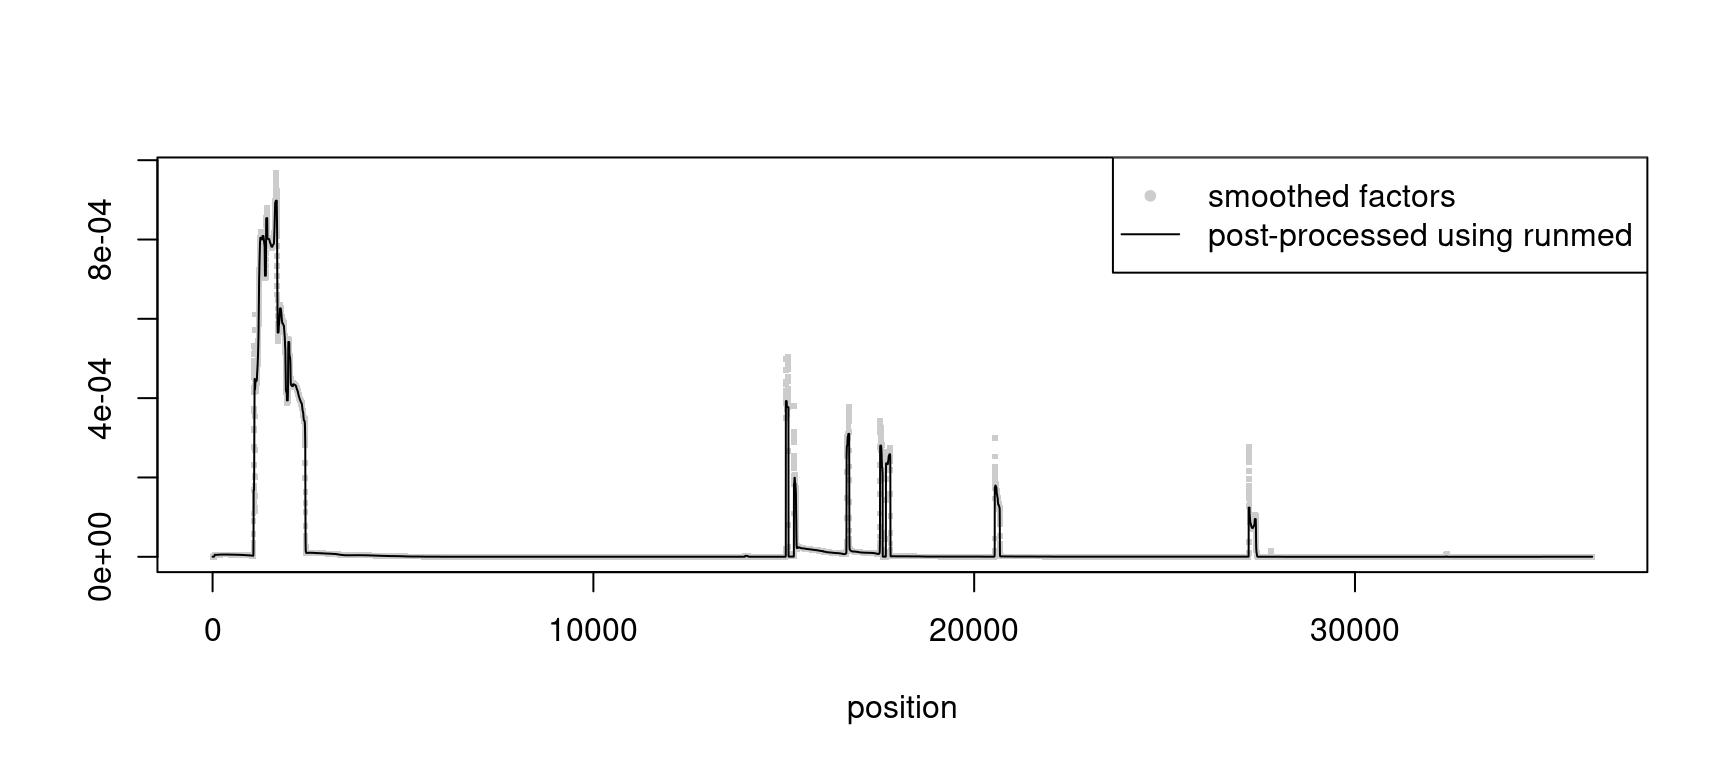 smoothed factors
post-processed using runmed
8e-04
4e-04
0e+00
0 10000 20000 30000
position